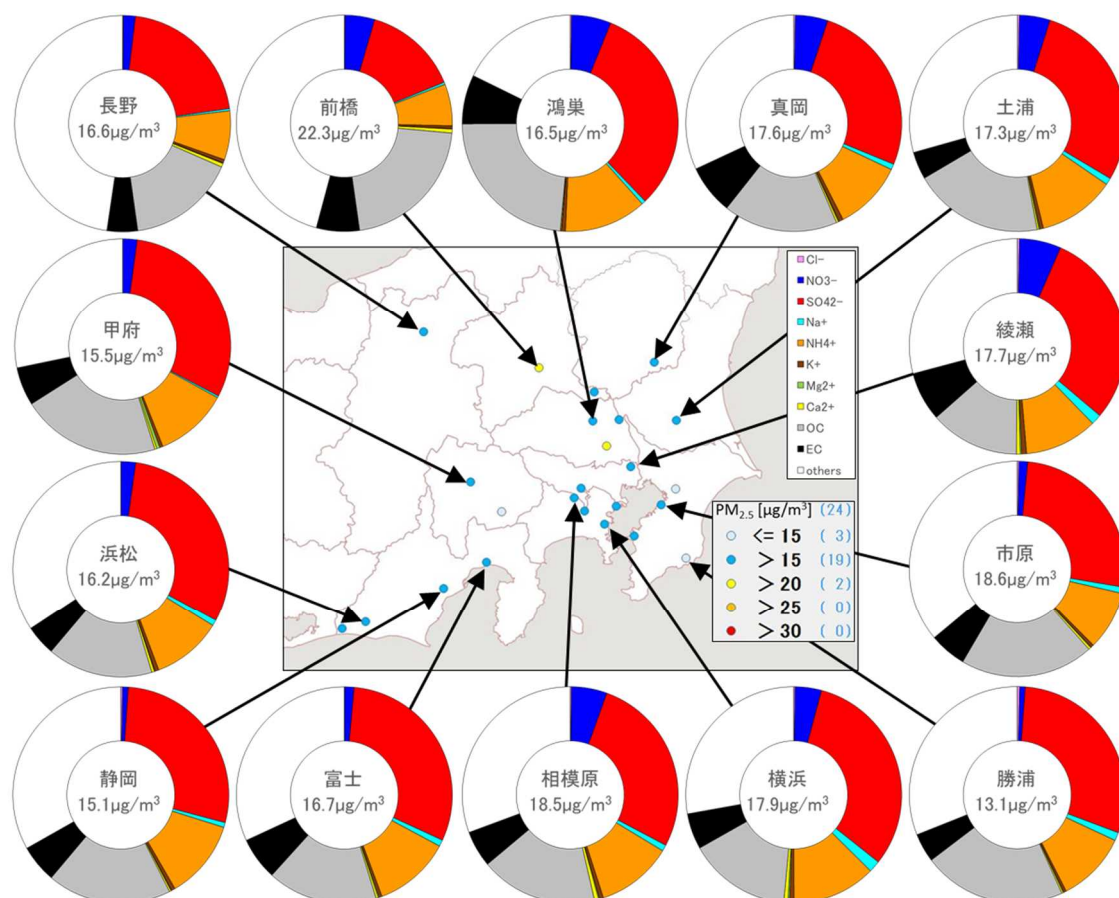 長野
16.6μg/m³
前橋
22.3μg/m³
鴻巣
16.5μg/m³
真岡
17.6μg/m³
土浦
17.3μg/m³
甲府
15.5μg/m³
綾瀬
17.7μg/m³
浜松
16.2μg/m³
市原
18.6μg/m³
静岡
15.1μg/m³
富士
16.7μg/m³
相模原
18.5μg/m³
横浜
17.9μg/m³
勝浦
13.1μg/m³
Cl−
NO3−
SO42−
Na+
NH4+
K+
Mg2+
Ca2+
OC
EC
others
PM2.5 [μg/m³] (24)
<= 15 ( 3)
> 15 (19)
> 20 ( 2)
> 25 ( 0)
> 30 ( 0)